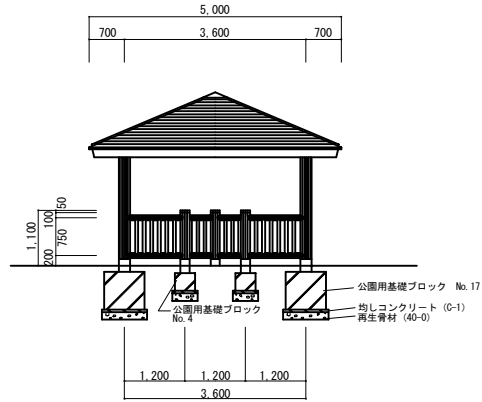 5,000
700
3,600
700
50
100
1,100
750
200
公園用基礎ブロック No.17
公園用基礎ブロック
No.4
均しコンクリート (C-1)
再生骨材 (40-0)
1,200
1,200
1,200
3,600